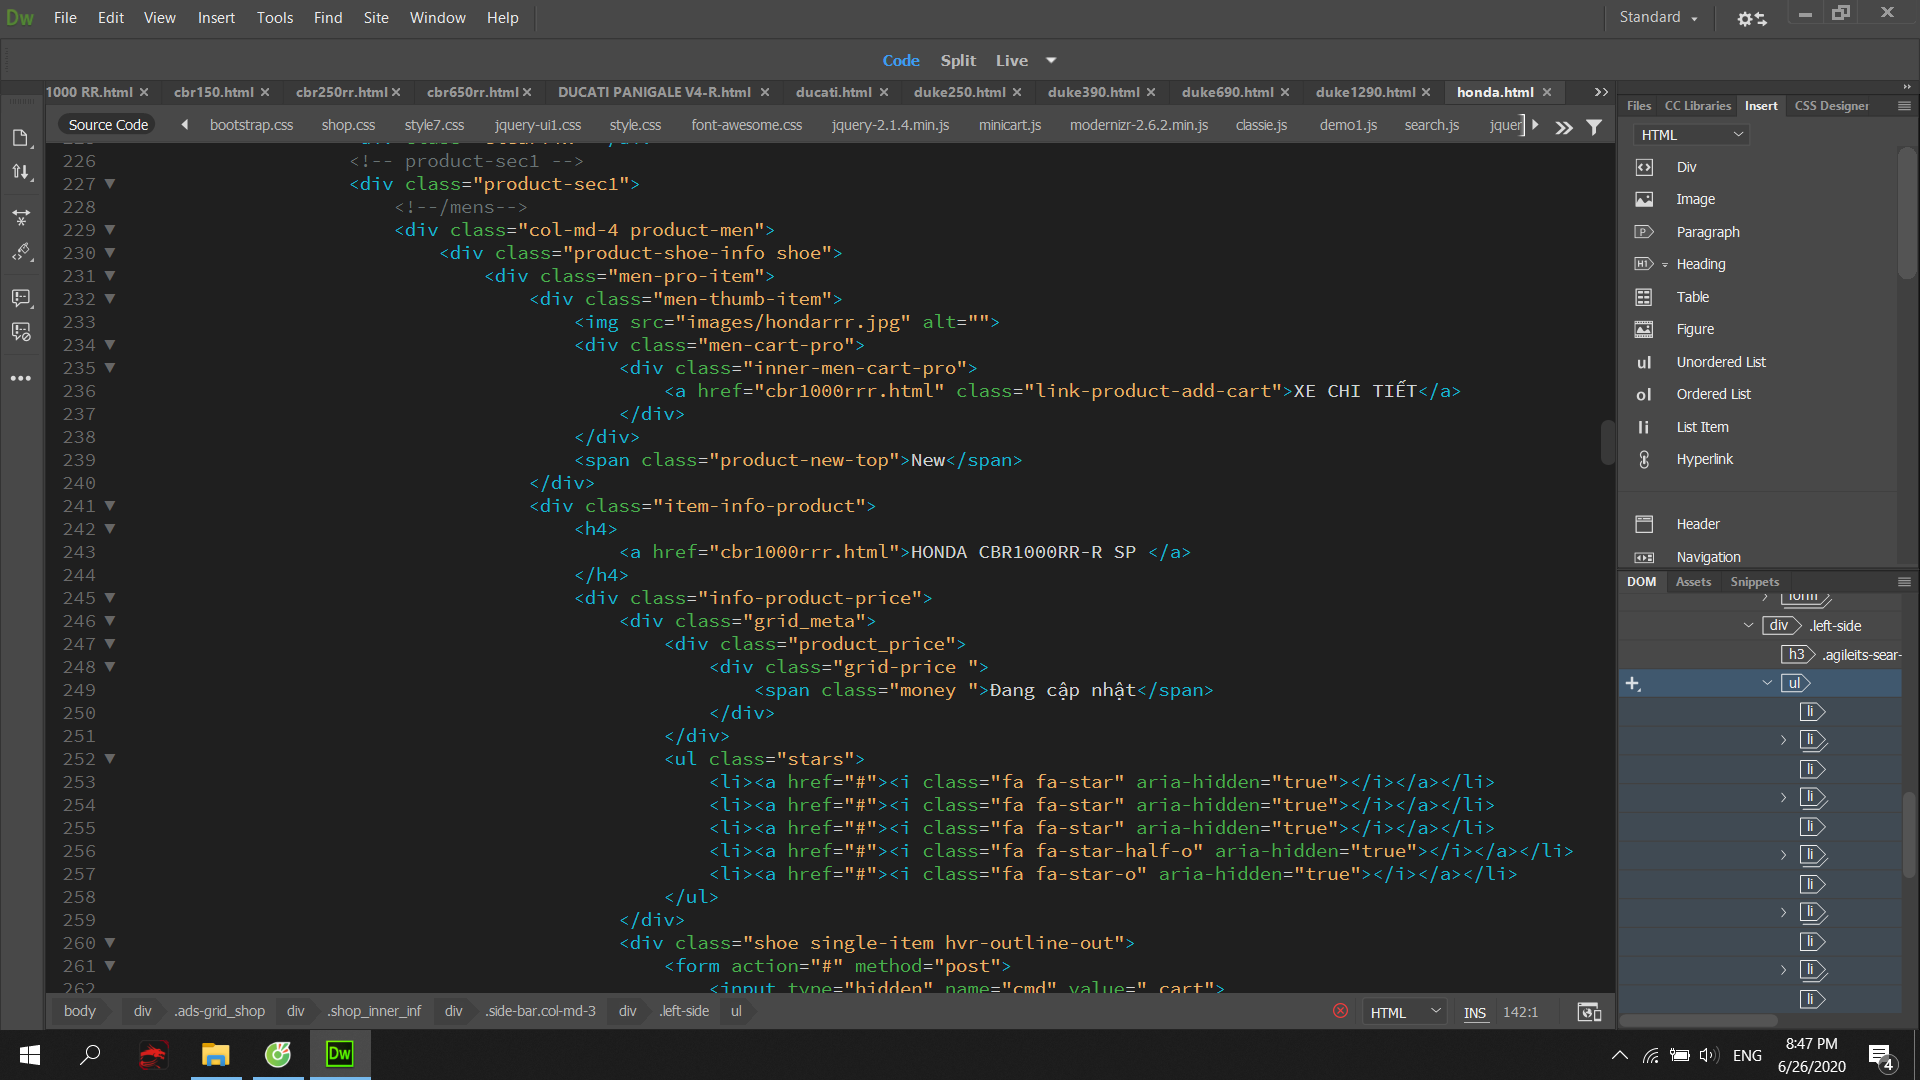 Dw File Edit View Insert Tools Find Site Window Help Standard
Code Split Live
1000 RR.html cbr150.html cbr250rr.html cbr650rr.html DUCATI PANIGALE V4-R.html ducati.html duke250.html duke390.html duke690.html duke1290.html honda.html
Source Code bootstrap.css shop.css style7.css jquery-ui1.css style.css font-awesome.css jquery-2.1.4.min.js minicart.js modernizr-2.6.2.min.js classie.js demo1.js search.js jquer
226 <!-- product-sec1 -->
227 <div class="product-sec1">
228 <!--/mens-->
229 <div class="col-md-4 product-men">
230 <div class="product-shoe-info shoe">
231 <div class="men-pro-item">
232 <div class="men-thumb-item">
233 <img src="images/hondarrr.jpg" alt="">
234 <div class="men-cart-pro">
235 <div class="inner-men-cart-pro">
236 <a href="cbr1000rrr.html" class="link-product-add-cart">XE CHI TIẾT</a>
237 </div>
238 </div>
239 <span class="product-new-top">New</span>
240 </div>
241 <div class="item-info-product">
242 <h4>
243 <a href="cbr1000rrr.html">HONDA CBR1000RR-R SP </a>
244 </h4>
245 <div class="info-product-price">
246 <div class="grid_meta">
247 <div class="product_price">
248 <div class="grid-price ">
249 <span class="money ">Đang cập nhật</span>
250 </div>
251 </div>
252 <ul class="stars">
253 <li><a href="#"><i class="fa fa-star" aria-hidden="true"></i></a></li>
254 <li><a href="#"><i class="fa fa-star" aria-hidden="true"></i></a></li>
255 <li><a href="#"><i class="fa fa-star" aria-hidden="true"></i></a></li>
256 <li><a href="#"><i class="fa fa-star-half-o" aria-hidden="true"></i></a></li>
257 <li><a href="#"><i class="fa fa-star-o" aria-hidden="true"></i></a></li>
258 </ul>
259 </div>
260 <div class="shoe single-item hvr-outline-out">
261 <form action="#" method="post">
262 <input type="hidden" name="cmd" value="_cart">
body div .ads-grid_shop div .shop_inner_inf div .side-bar.col-md-3 div .left-side ul HTML INS 142:1
Files CC Libraries Insert CSS Designer
HTML
Div
Image
Paragraph
H1 Heading
Table
Figure
ul Unordered List
ol Ordered List
li List Item
Hyperlink
Header
Navigation
DOM Assets Snippets
form
div .left-side
h3 .agileits-sear-
ul
li
li
li
li
li
li
li
li
li
li
li
Dw ENG 8:47 PM
6/26/2020 4